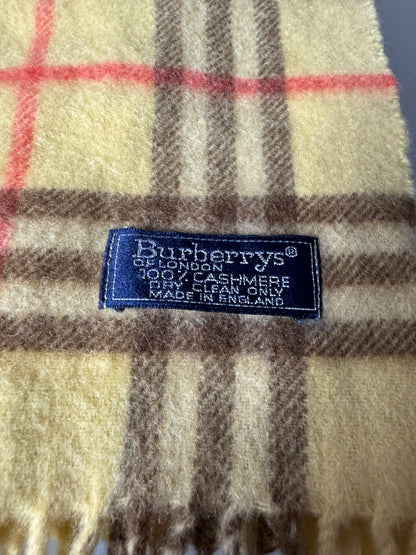 Burberrys®
OF LONDON
100% CASHMERE
DRY CLEAN ONLY
MADE IN ENGLAND